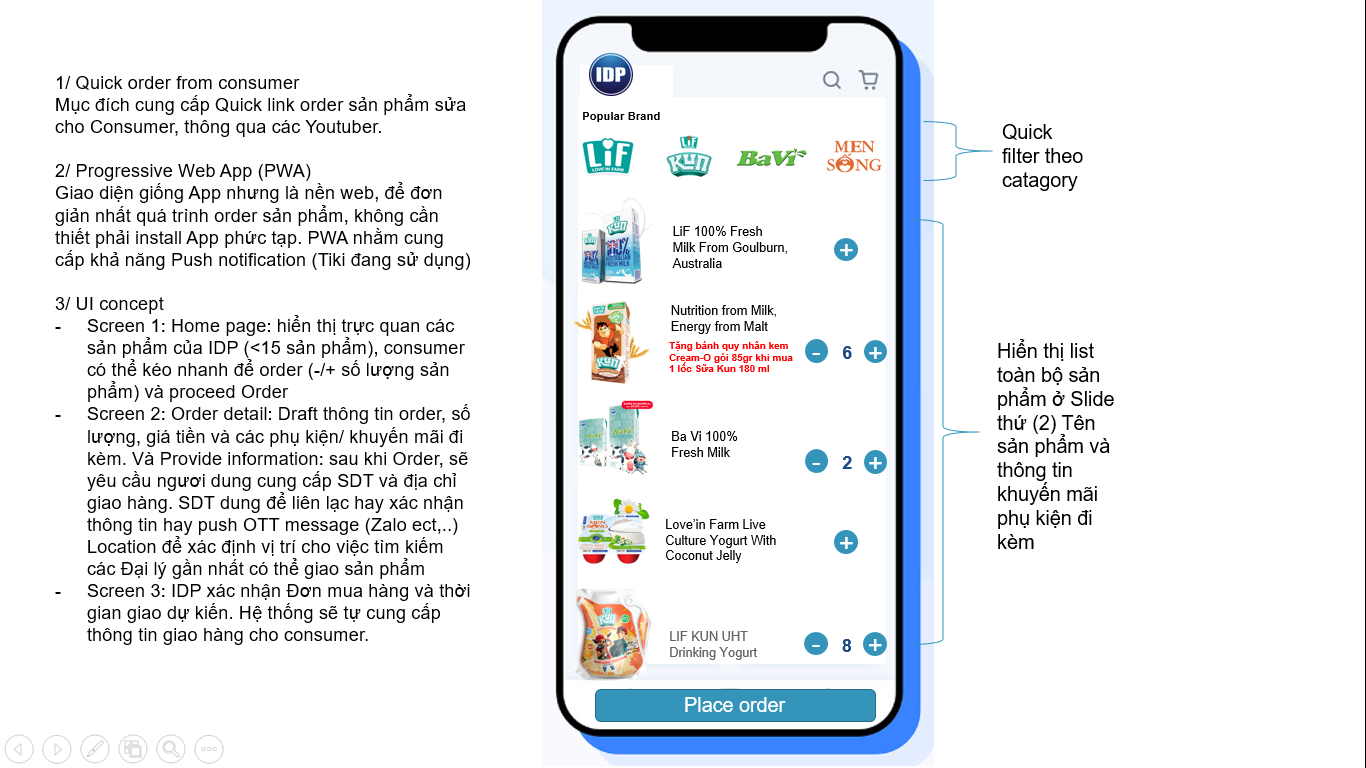 1/ Quick order from consumer
Mục đích cung cấp Quick link order sản phẩm sửa
cho Consumer, thông qua các Youtuber.
2/ Progressive Web App (PWA)
Giao diện giống App nhưng là nền web, để đơn
giản nhất quá trình order sản phẩm, không cần
thiết phải install App phức tạp. PWA nhằm cung
cấp khả năng Push notification (Tiki đang sử dụng)
3/ UI concept
- Screen 1: Home page: hiển thị trực quan các
sản phẩm của IDP (<15 sản phẩm), consumer
có thể kéo nhanh để order (-/+ số lượng sản
phẩm) và proceed Order
- Screen 2: Order detail: Draft thông tin order, số
lượng, giá tiền và các phụ kiện/ khuyến mãi đi
kèm. Và Provide information: sau khi Order, sẽ
yêu cầu ngươi dung cung cấp SDT và địa chỉ
giao hàng. SDT dung để liên lạc hay xác nhận
thông tin hay push OTT message (Zalo ect,..)
Location để xác định vị trí cho việc tìm kiếm
các Đại lý gần nhất có thể giao sản phẩm
- Screen 3: IDP xác nhận Đơn mua hàng và thời
gian giao dự kiến. Hệ thống sẽ tự cung cấp
thông tin giao hàng cho consumer.
IDP
Popular Brand
LiF
LOVE'IN FARM
LiF
KUN
BaVi
MEN
SỐNG
LiF 100% Fresh
Milk From Goulburn,
Australia
+
Nutrition from Milk,
Energy from Malt
Tặng bánh quy nhân kem
Cream-O gói 85gr khi mua
1 lóc Sữa Kun 180 ml
- 6 +
Ba Vi 100%
Fresh Milk
- 2 +
Love'in Farm Live
Culture Yogurt With
Coconut Jelly
+
LIF KUN UHT
Drinking Yogurt
- 8 +
Place order
Quick
filter theo
catagory
Hiển thị list
toàn bộ sản
phẩm ở Slide
thứ (2) Tên
sản phẩm và
thông tin
khuyến mãi
phụ kiện đi
kèm